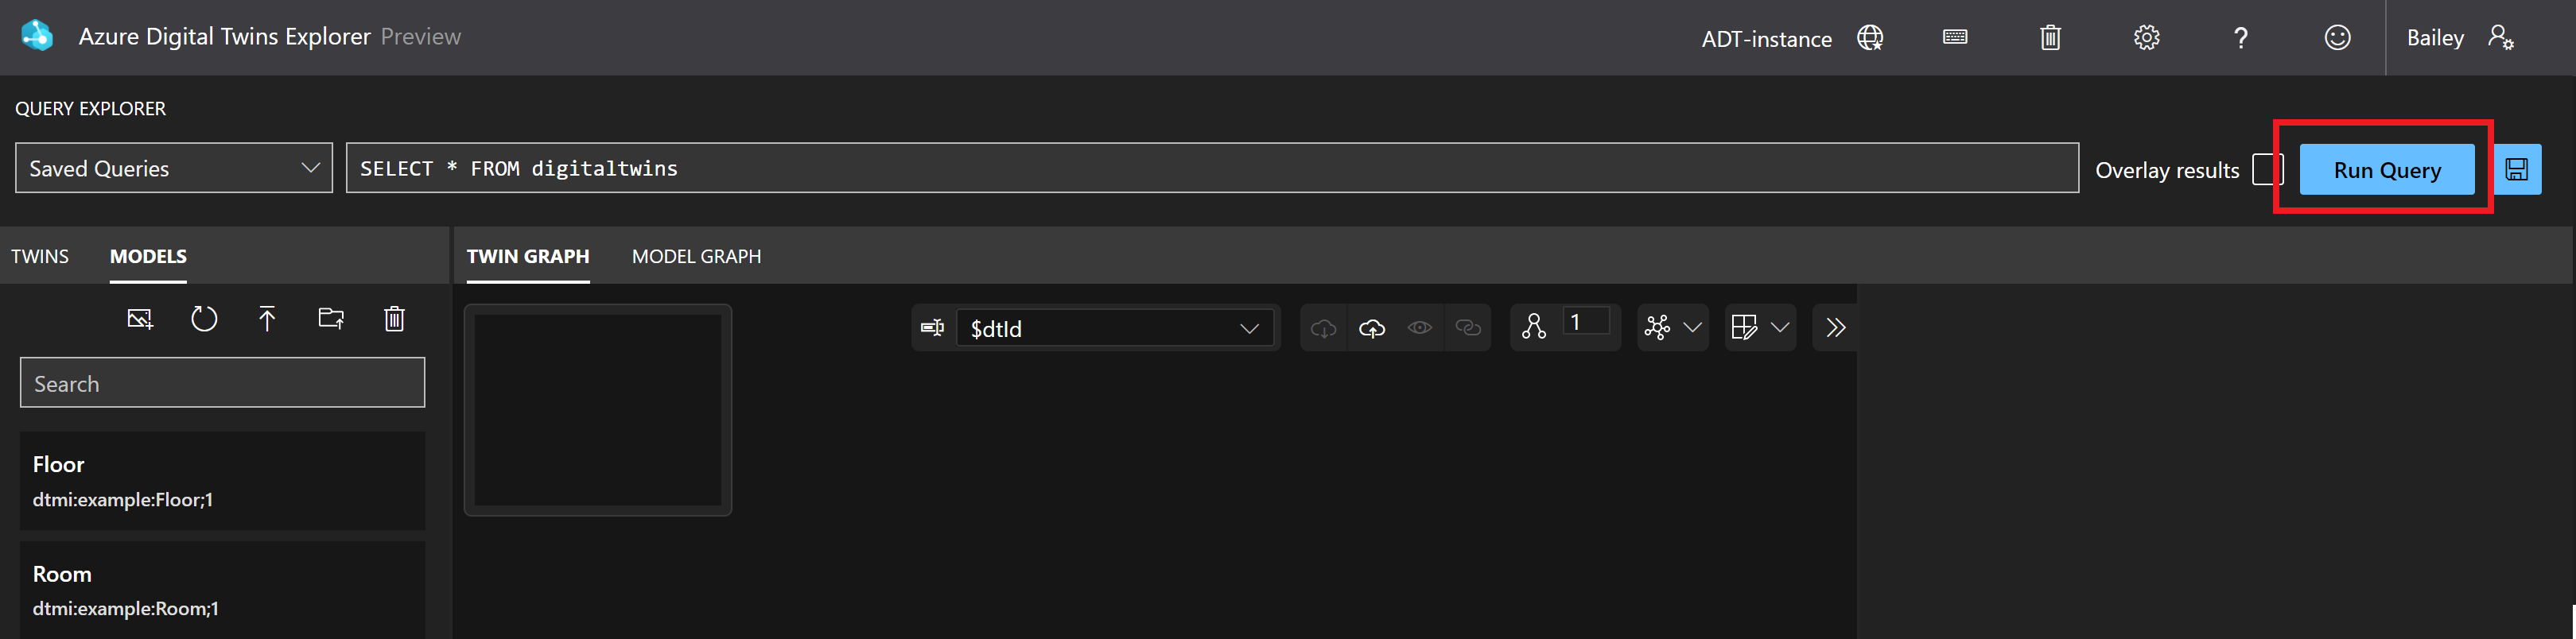 Azure Digital Twins Explorer Preview
ADT-instance
?
Bailey
QUERY EXPLORER
Saved Queries
SELECT * FROM digitaltwins
Overlay results
Run Query
TWINS
MODELS
TWIN GRAPH
MODEL GRAPH
$dtId
1
Search
Floor
dtmi:example:Floor;1
Room
dtmi:example:Room;1